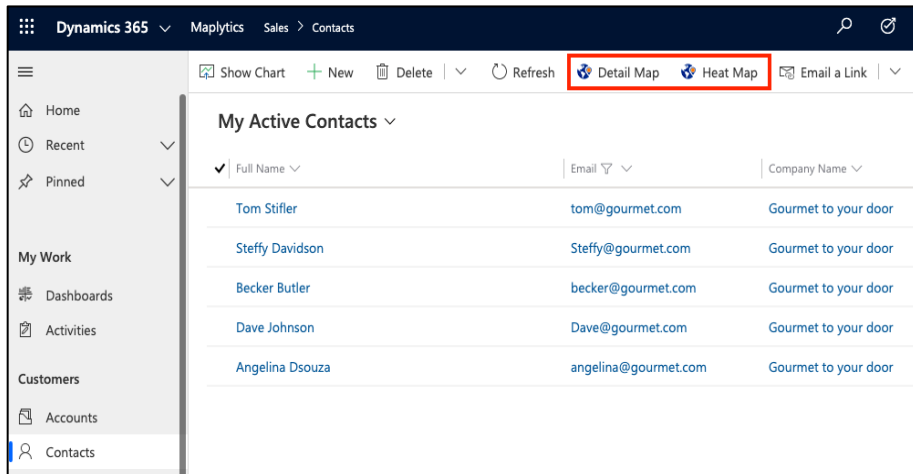 Dynamics 365 Maplytics Sales > Contacts
Show Chart New Delete Refresh Detail Map Heat Map Email a Link
Home
Recent
Pinned
My Active Contacts
Full Name Email Company Name
Tom Stifler tom@gourmet.com Gourmet to your door
Steffy Davidson Steffy@gourmet.com Gourmet to your door
Becker Butler becker@gourmet.com Gourmet to your door
Dave Johnson Dave@gourmet.com Gourmet to your door
Angelina Dsouza angelina@gourmet.com Gourmet to your door
My Work
Dashboards
Activities
Customers
Accounts
Contacts